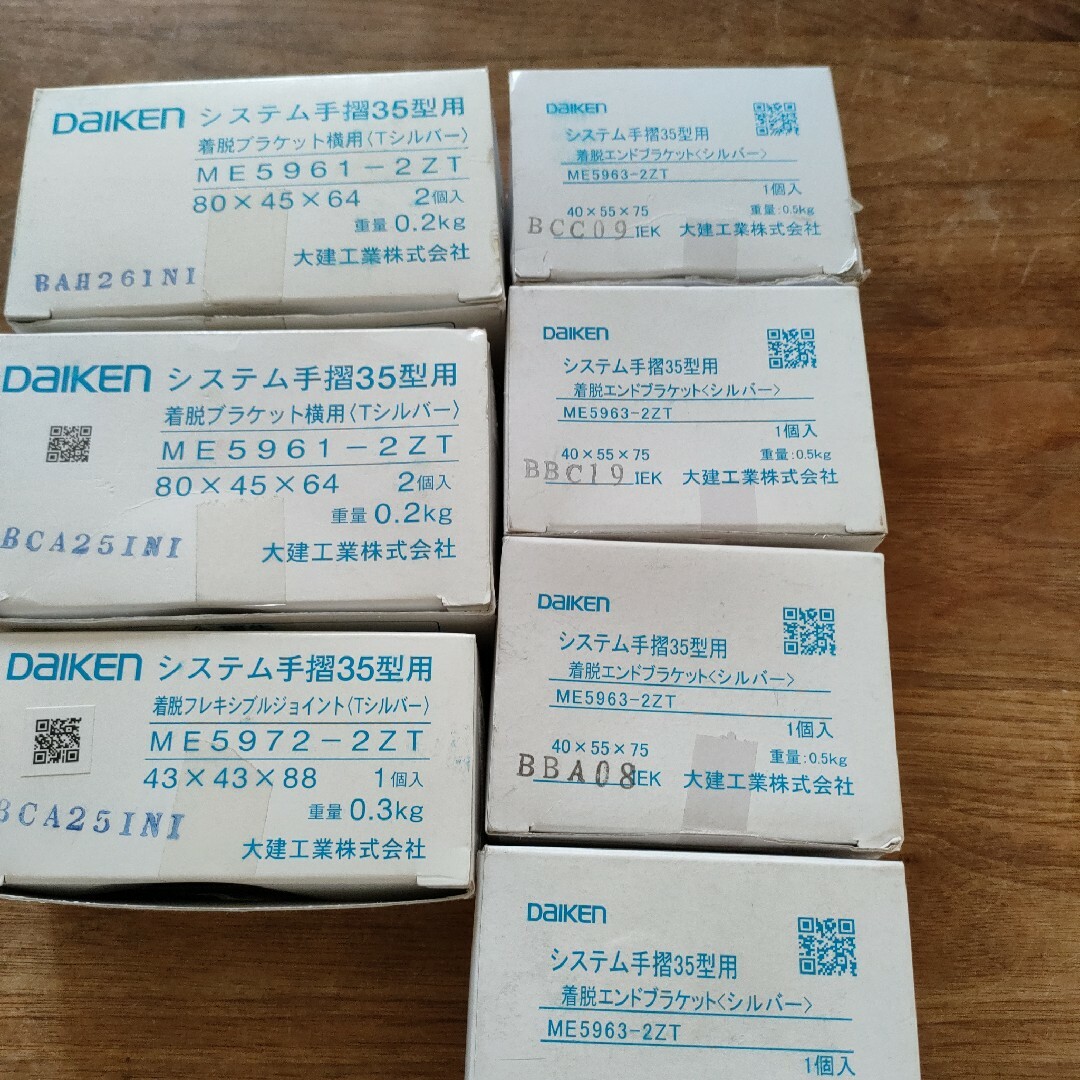 DAIKEN システム手摺35型用
着脱ブラケット横用〈Tシルバー〉
ME5961-2ZT
80×45×64 2個入
重量 0.2kg
大建工業株式会社
BAH261NI
DAIKEN システム手摺35型用
着脱ブラケット横用〈Tシルバー〉
ME5961-2ZT
80×45×64 2個入
重量 0.2kg
大建工業株式会社
BCA251NI
DAIKEN システム手摺35型用
着脱フレキシブルジョイント〈Tシルバー〉
ME5972-2ZT
43×43×88 1個入
重量 0.3kg
大建工業株式会社
BCA251NI
DAIKEN
システム手摺35型用
着脱エンドブラケット〈シルバー〉
ME5963-2ZT
1個入
40×55×75 重量:0.5kg
BCC09 IEK 大建工業株式会社
DAIKEN
システム手摺35型用
着脱エンドブラケット〈シルバー〉
ME5963-2ZT
1個入
40×55×75 重量:0.5kg
BBC19 IEK 大建工業株式会社
DAIKEN
システム手摺35型用
着脱エンドブラケット〈シルバー〉
ME5963-2ZT
1個入
40×55×75 重量:0.5kg
BBA08 IEK 大建工業株式会社
DAIKEN
システム手摺35型用
着脱エンドブラケット〈シルバー〉
ME5963-2ZT
1個入